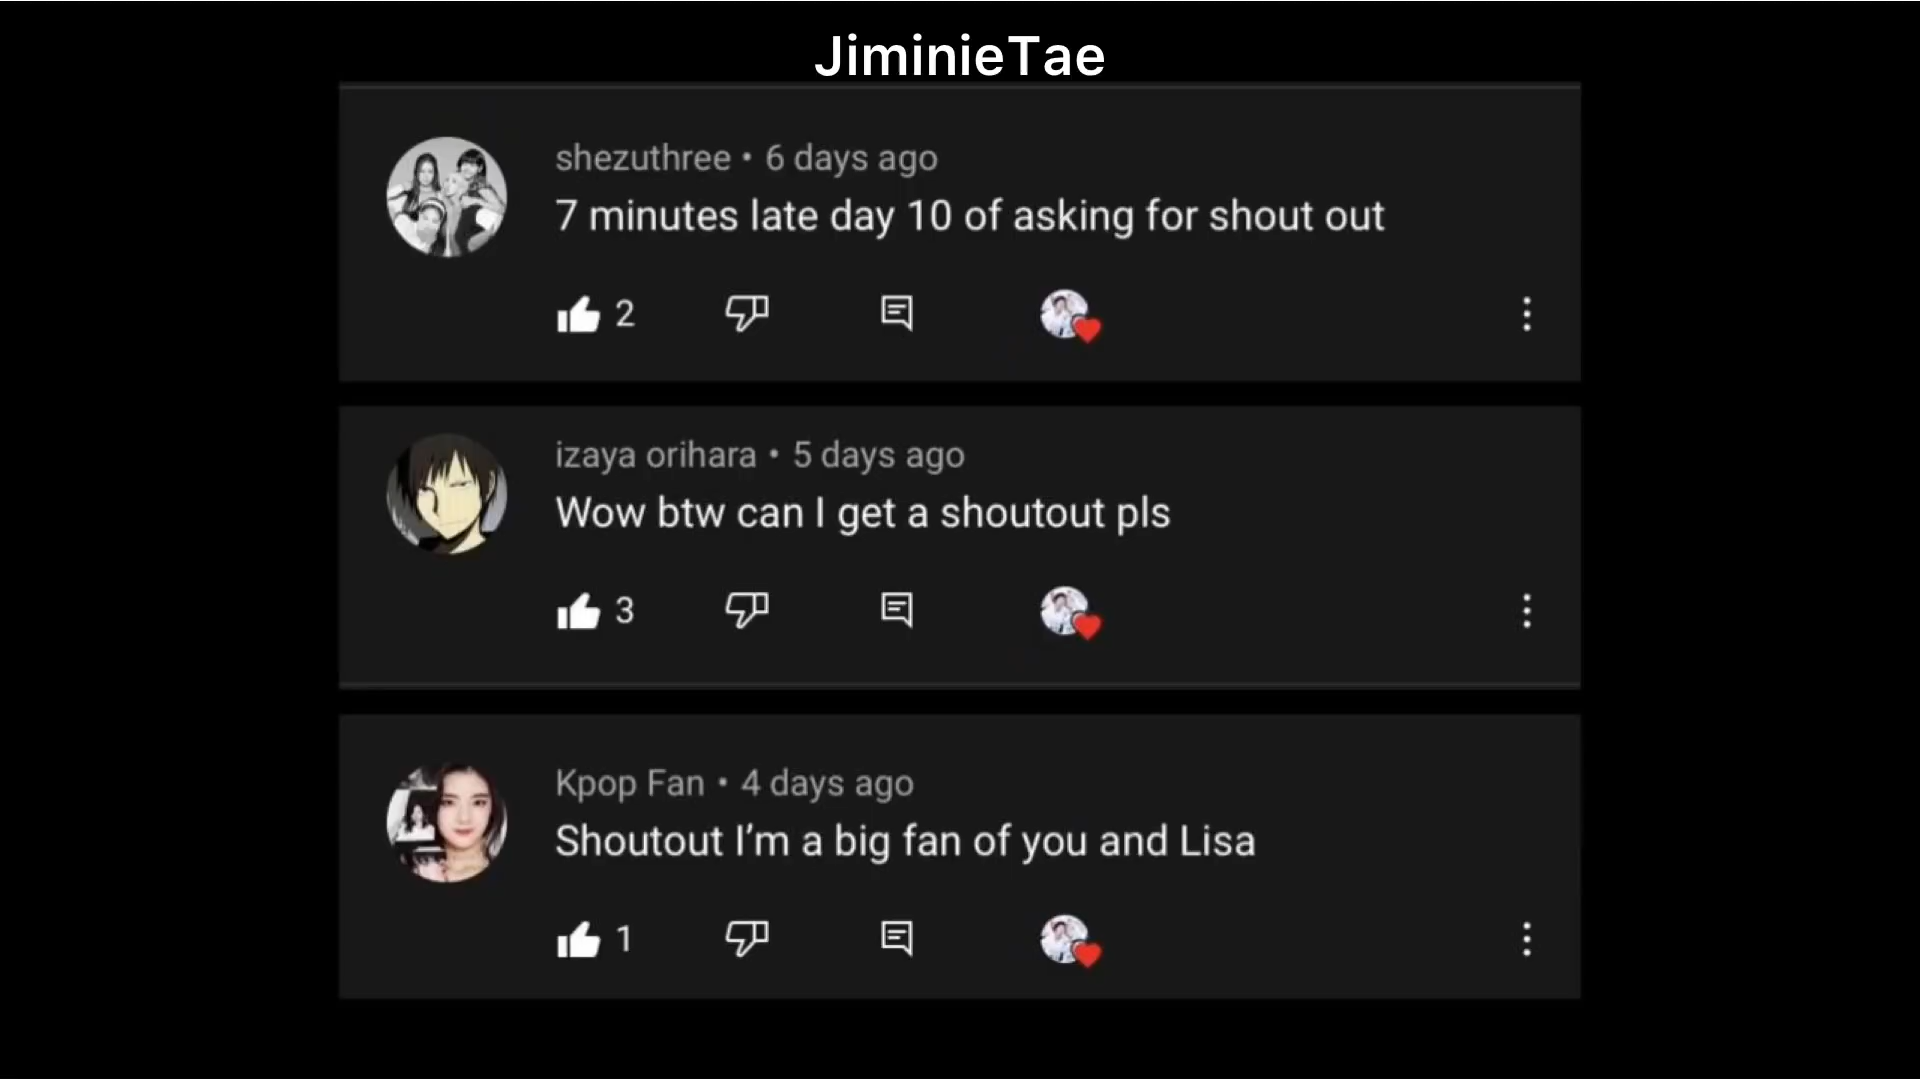 JiminieTae
shezuthree • 6 days ago
7 minutes late day 10 of asking for shout out
2
izaya orihara • 5 days ago
Wow btw can I get a shoutout pls
3
Kpop Fan • 4 days ago
Shoutout I’m a big fan of you and Lisa
1